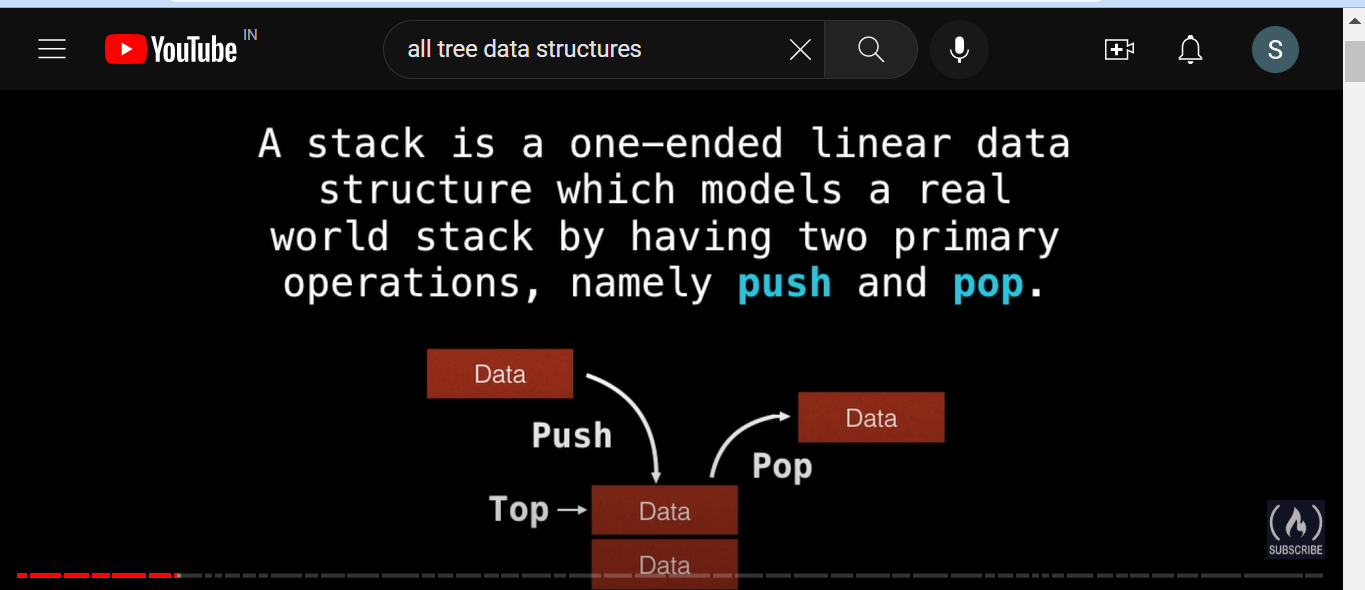 YouTube IN
all tree data structures
S
A stack is a one-ended linear data
structure which models a real
world stack by having two primary
operations, namely push and pop.
Data
Data
Push
Pop
Top
Data
Data
SUBSCRIBE